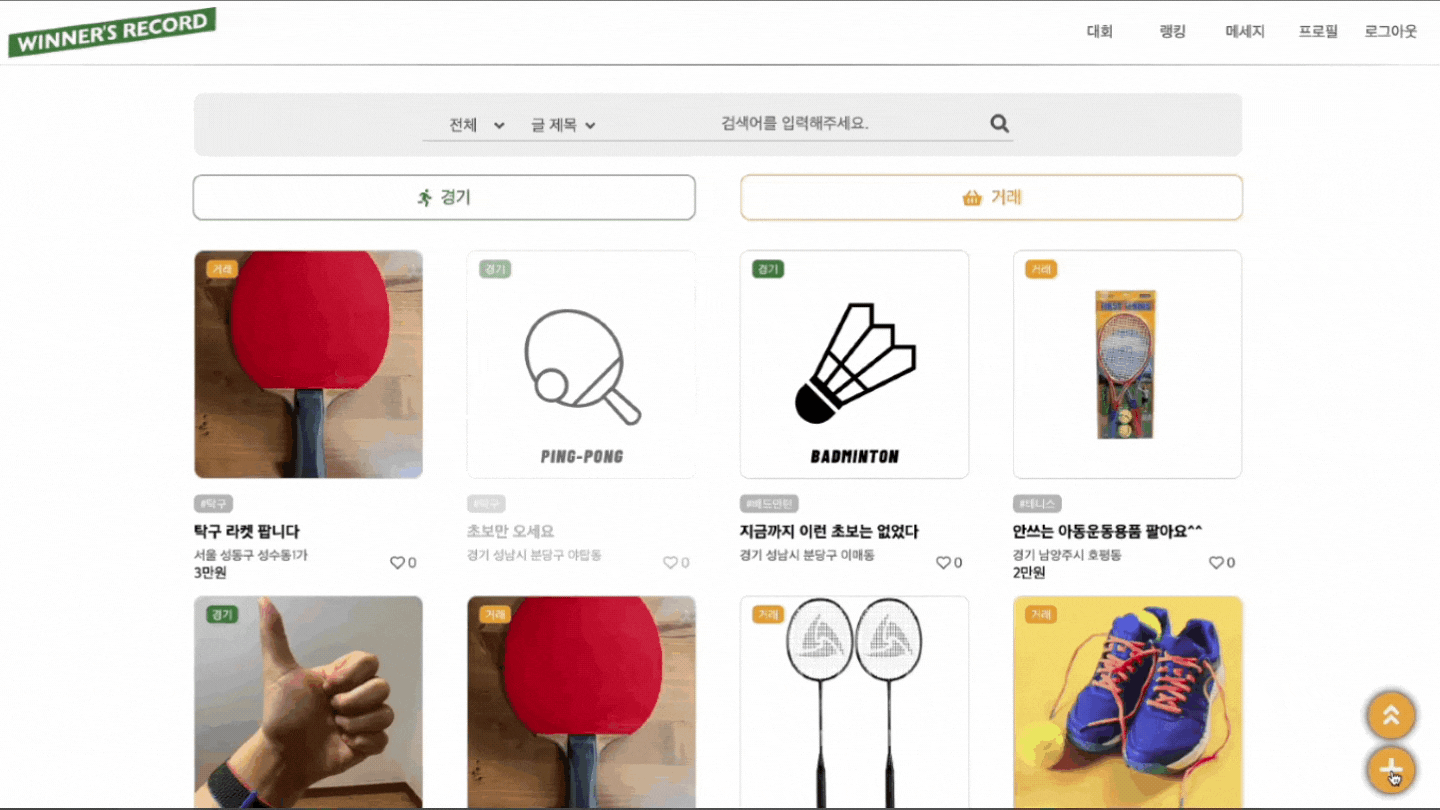 WINNER'S RECORD
대회 랭킹 메세지 프로필 로그아웃
전체 글 제목 검색어를 입력해주세요.
경기 거래
거래 경기 경기 거래
PING-PONG BADMINTON
#탁구 #탁구 #배드민턴 #테니스
탁구 라켓 팝니다 초보만 오세요 지금까지 이런 초보는 없었다 안쓰는 아동운동용품 팔아요^^
서울 성동구 성수동1가 경기 성남시 분당구 야탑동 경기 성남시 분당구 이매동 경기 남양주시 호평동
3만원 0 0 0 2만원 0
경기 거래 거래 거래